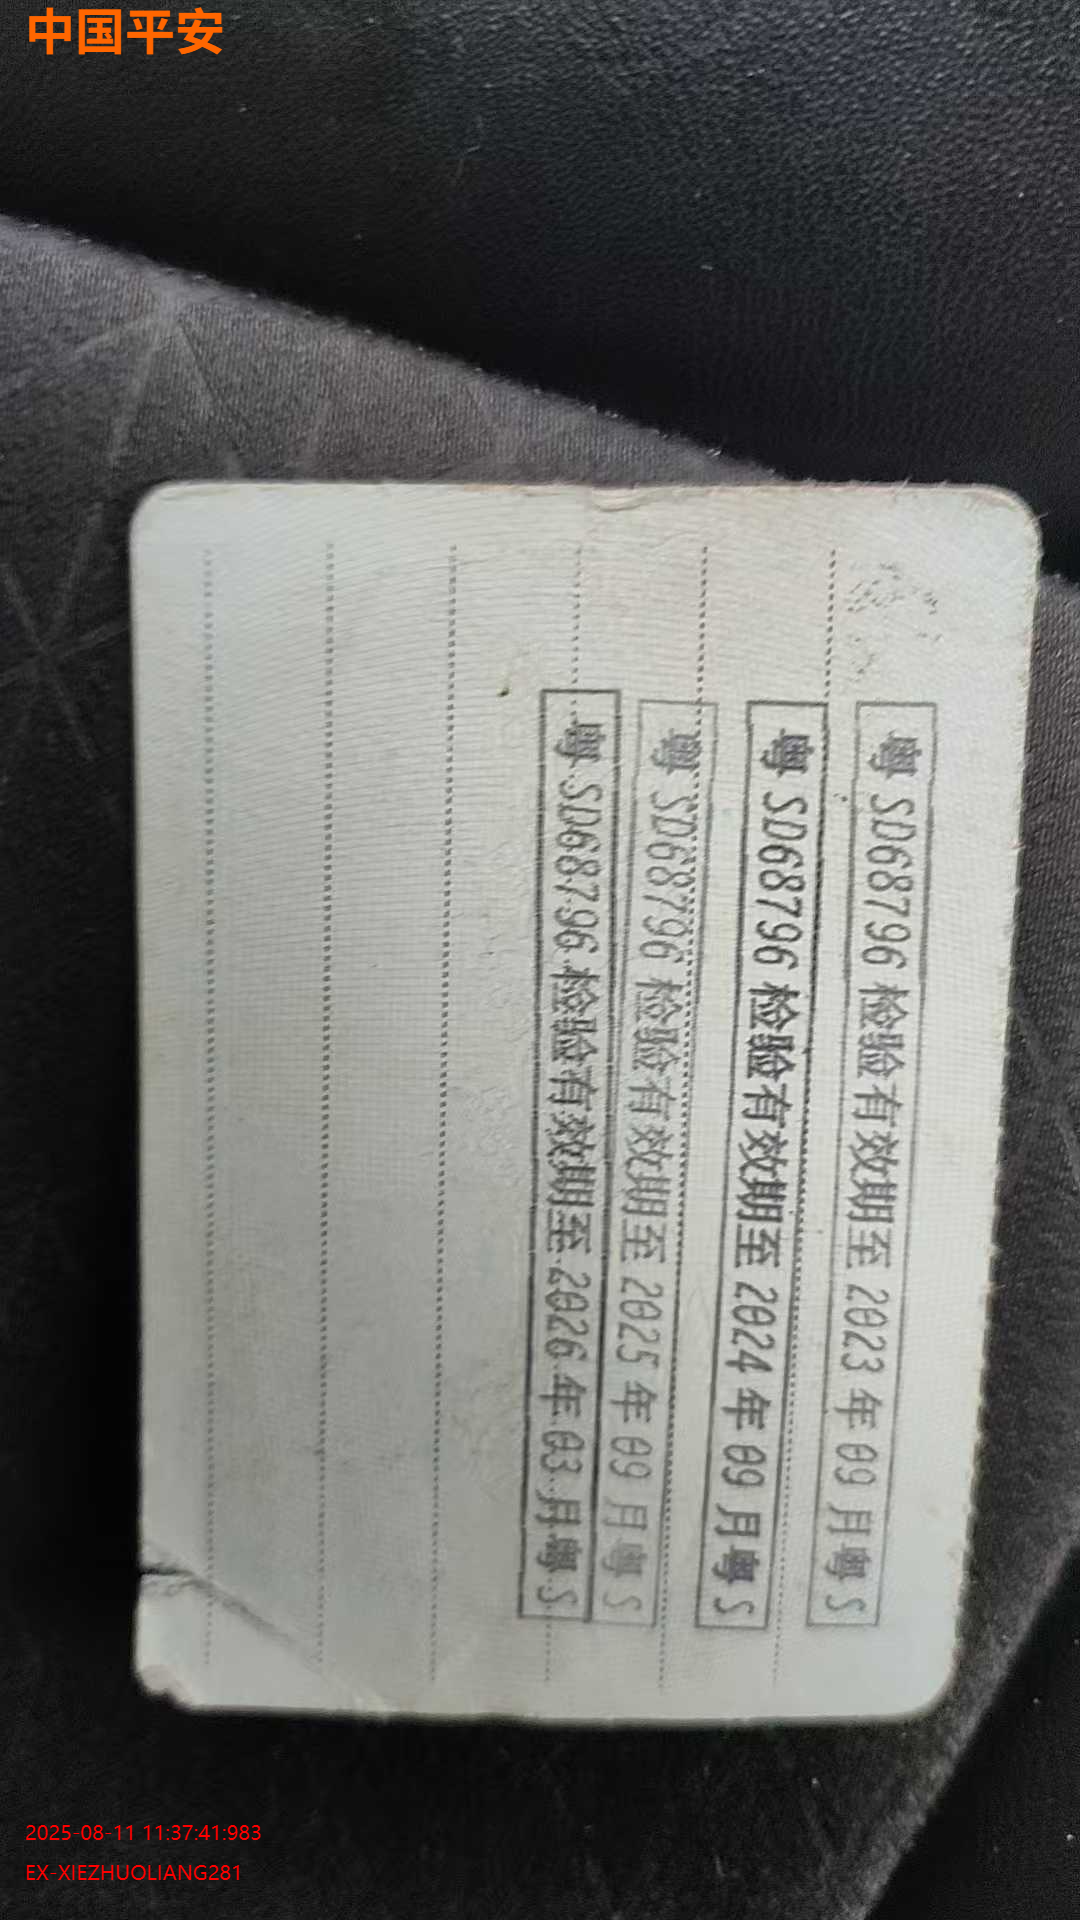 中国平安
粤SD68796检验有效期至2023年09月粤S
粤SD68796检验有效期至2024年09月粤S
粤SD68796检验有效期至2025年09月粤S
粤SD68796检验有效期至2026年03月粤S
2025-08-11 11:37:41:983
EX-XIEZHUOLIANG281